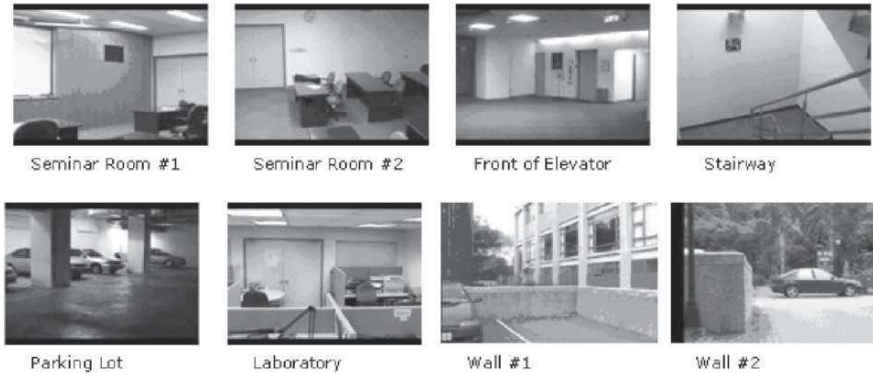 Seminar Room #1
Seminar Room #2
Front of Elevator
Stairway
Parking Lot
Laboratory
Wall #1
Wall #2